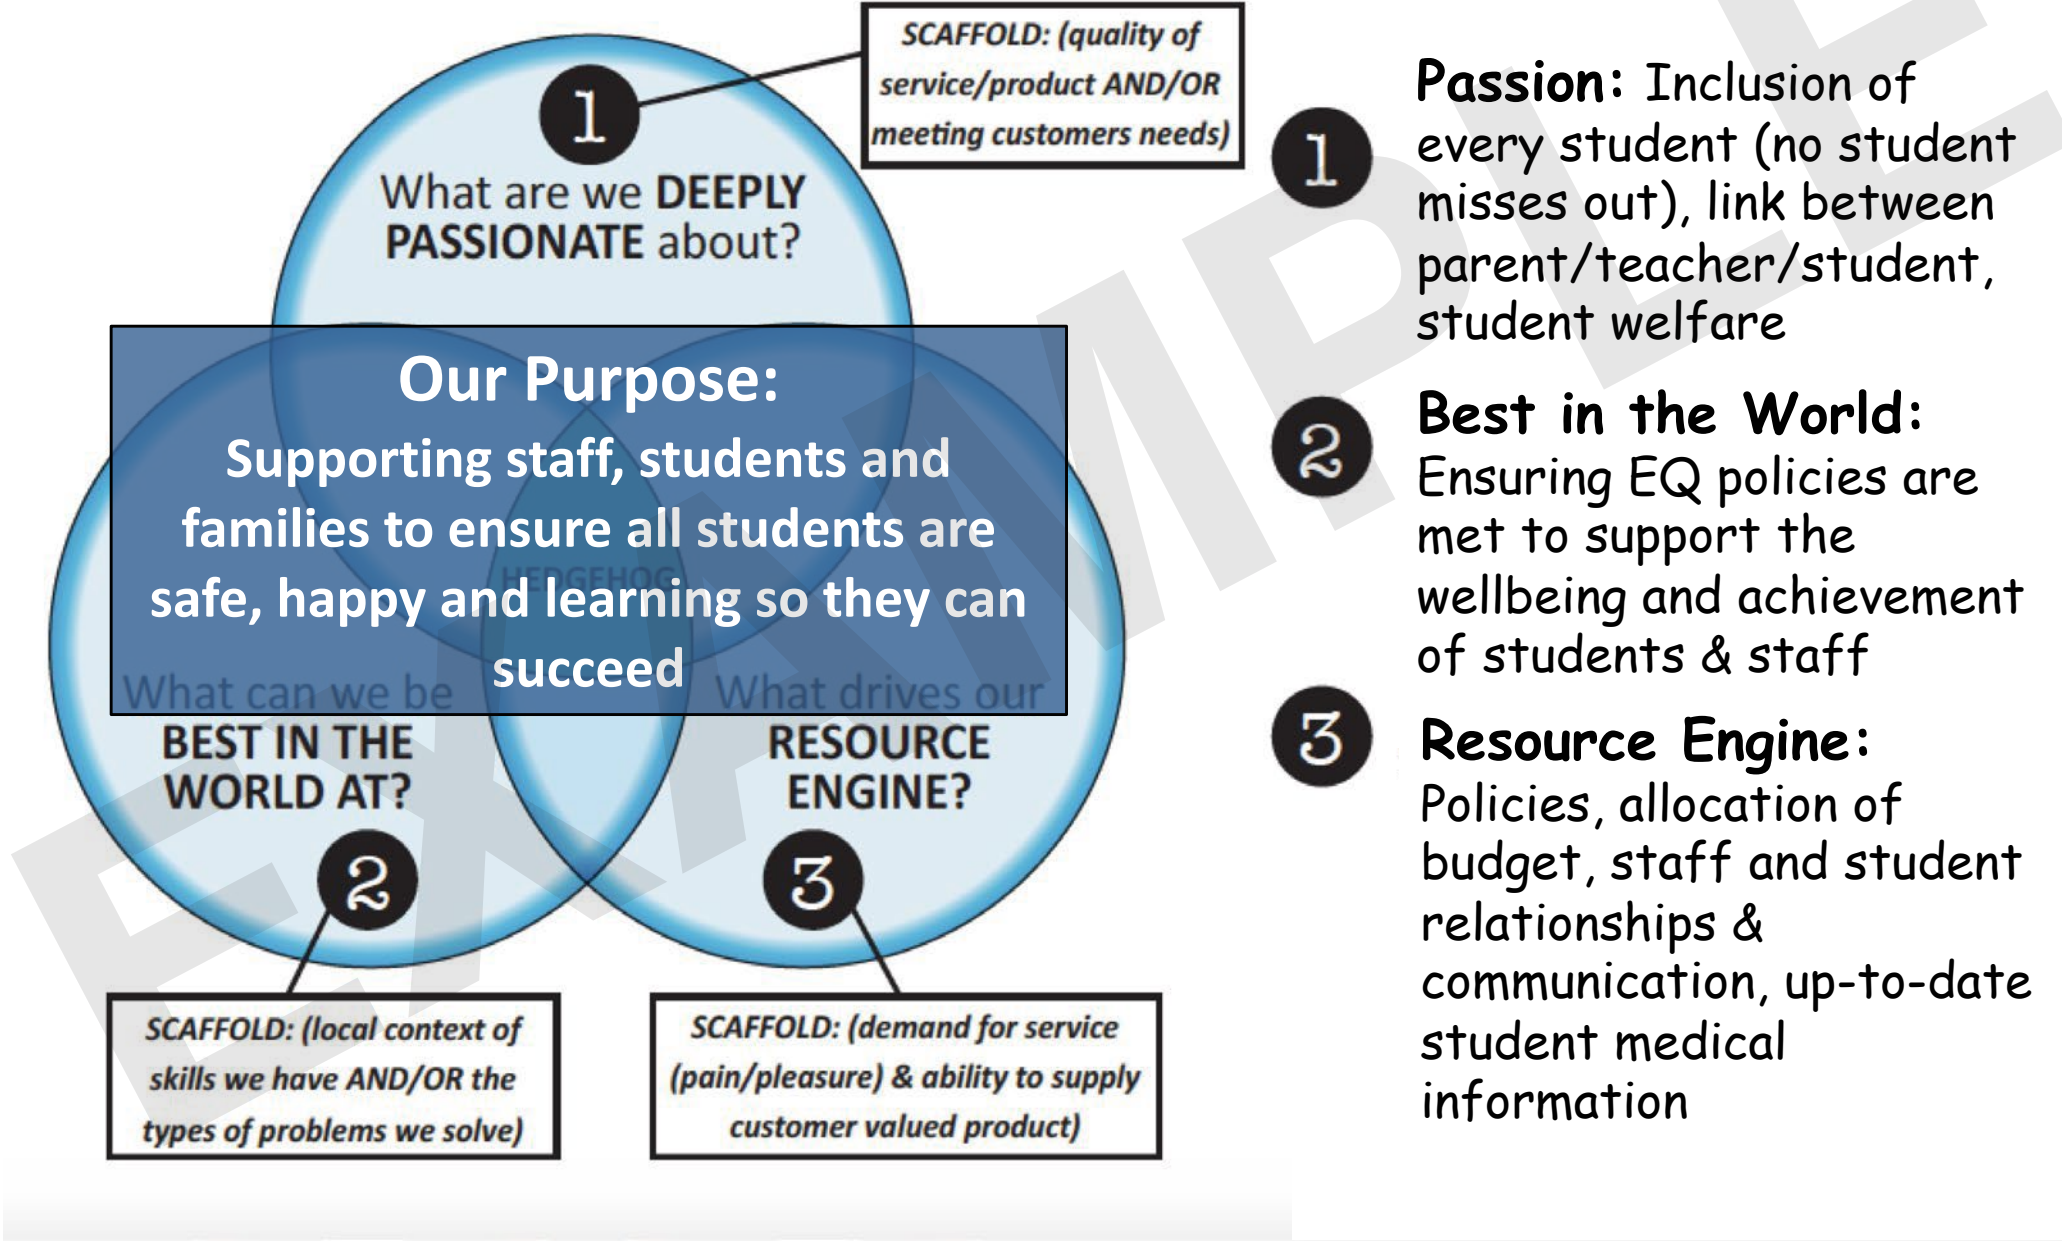 SCAFFOLD: (quality of
service/product AND/OR
meeting customers needs)
1
What are we DEEPLY
PASSIONATE about?
Our Purpose:
Supporting staff, students and
families to ensure all students are
HEDGEHOG
safe, happy and learning so they can
succeed
What can we be
BEST IN THE
WORLD AT?
2
What drives our
RESOURCE
ENGINE?
3
SCAFFOLD: (local context of
skills we have AND/OR the
types of problems we solve)
SCAFFOLD: (demand for service
(pain/pleasure) & ability to supply
customer valued product)
1
Passion: Inclusion of
every student (no student
misses out), link between
parent/teacher/student,
student welfare
2
Best in the World:
Ensuring EQ policies are
met to support the
wellbeing and achievement
of students & staff
3
Resource Engine:
Policies, allocation of
budget, staff and student
relationships &
communication, up-to-date
student medical
information
EXAMPLE